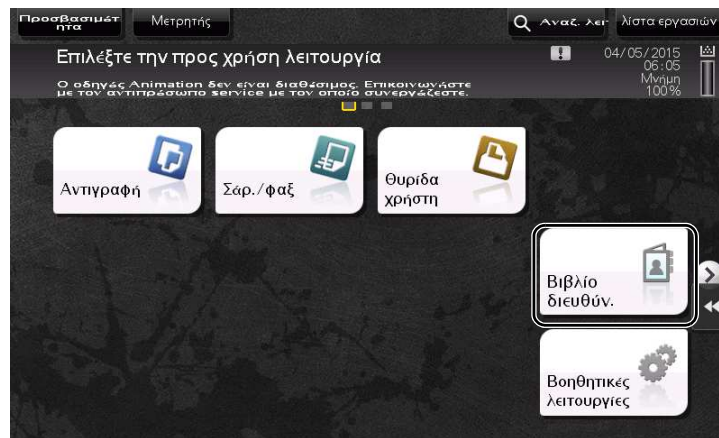 Προσβασιμότ
ητα
Μετρητής
Αναζ. λει
λίστα εργασιών
Επιλέξτε την προς χρήση λειτουργία
Ο οδηγός Animation δεν είναι διαθέσιμος. Επικοινωνήστε
με τον αντιπρόσωπο service με τον οποίο συνεργάζεστε.
04/05/2015
06:05
Μνήμη
100%
Αντιγραφή
Σάρ./φαξ
Θυρίδα
χρήστη
Βιβλίο
διευθύν.
Βοηθητικές
λειτουργίες